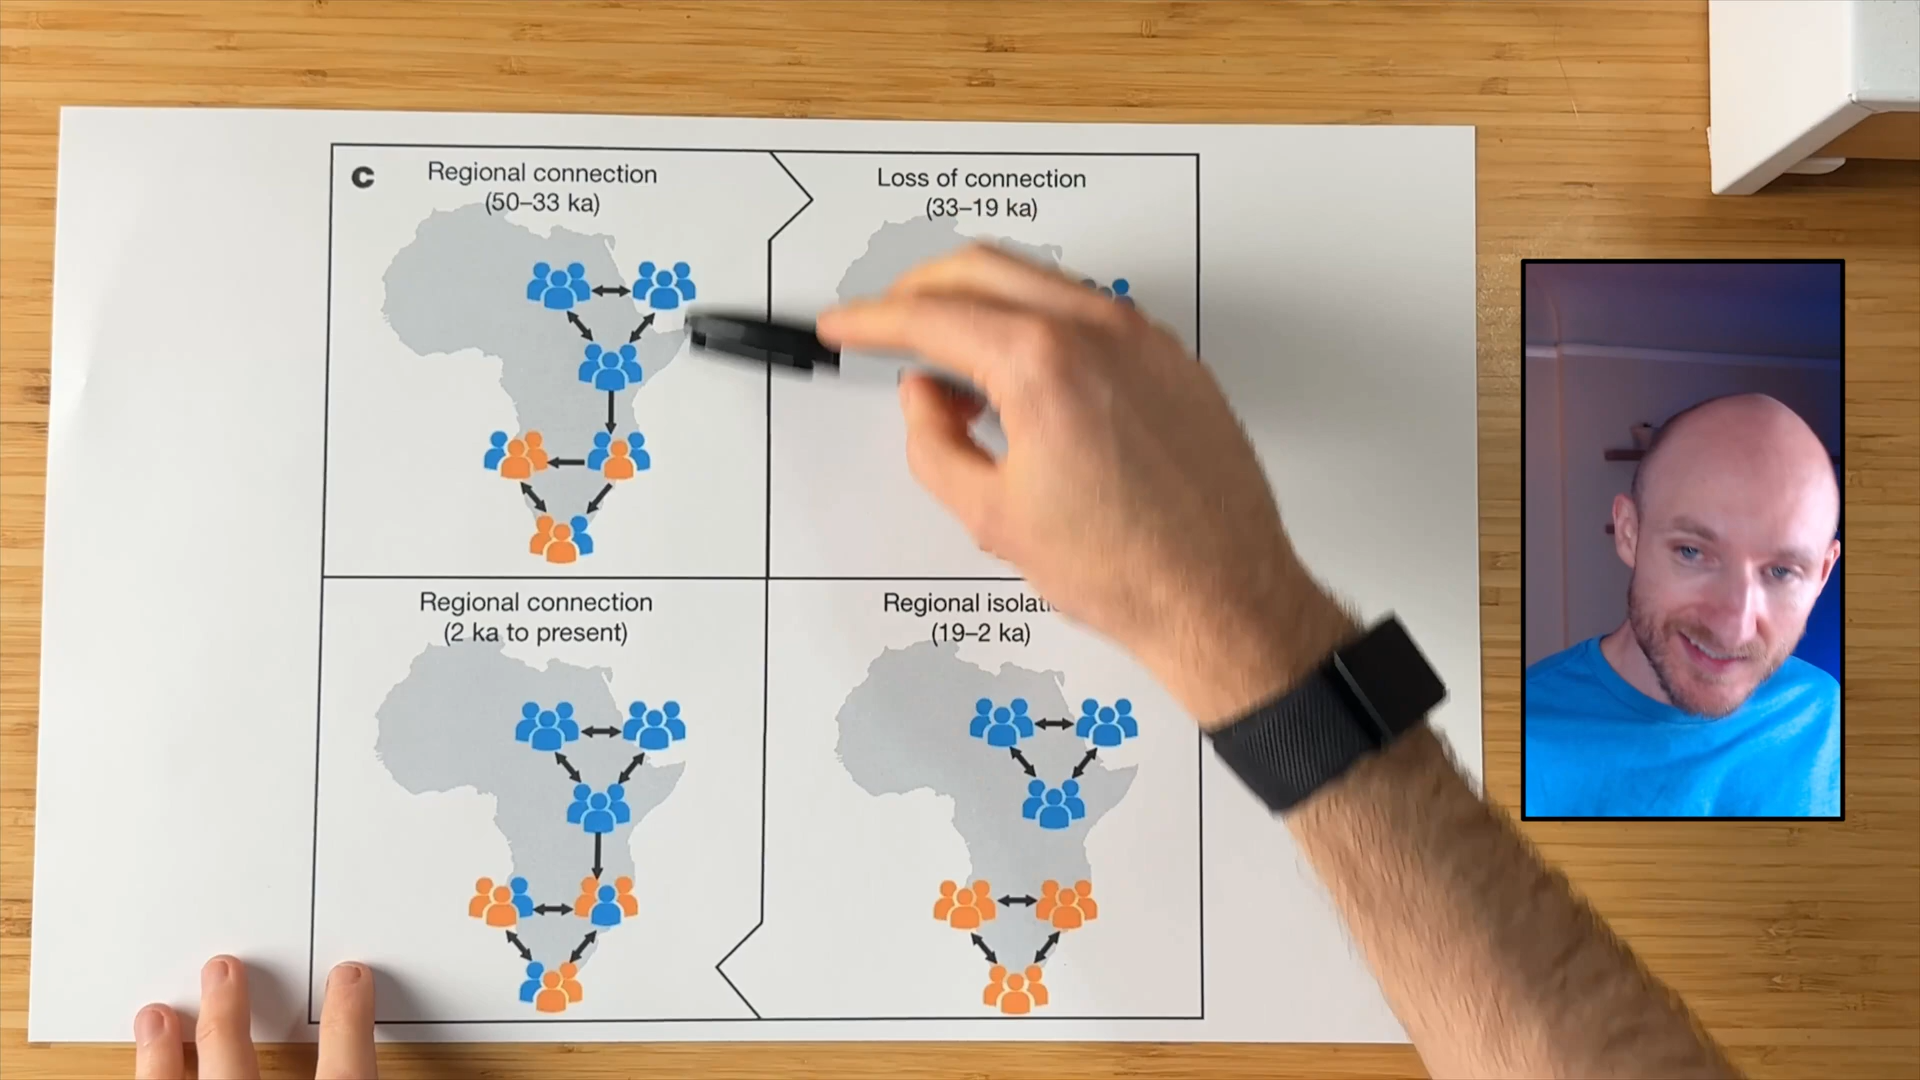 c
Regional connection
(50–33 ka)
Loss of connection
(33–19 ka)
Regional connection
(2 ka to present)
Regional
(19–2 ka)